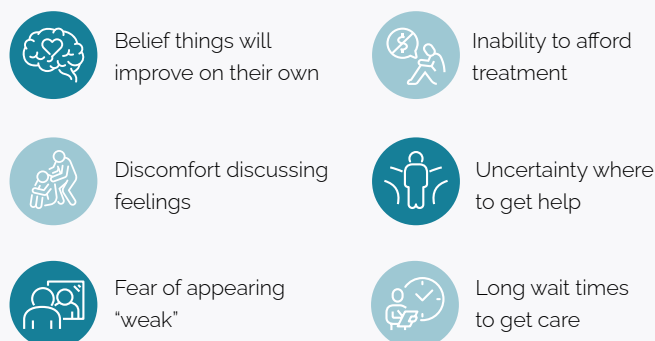 Belief things will
improve on their own
Inability to afford
treatment
Discomfort discussing
feelings
Uncertainty where
to get help
Fear of appearing
“weak”
Long wait times
to get care